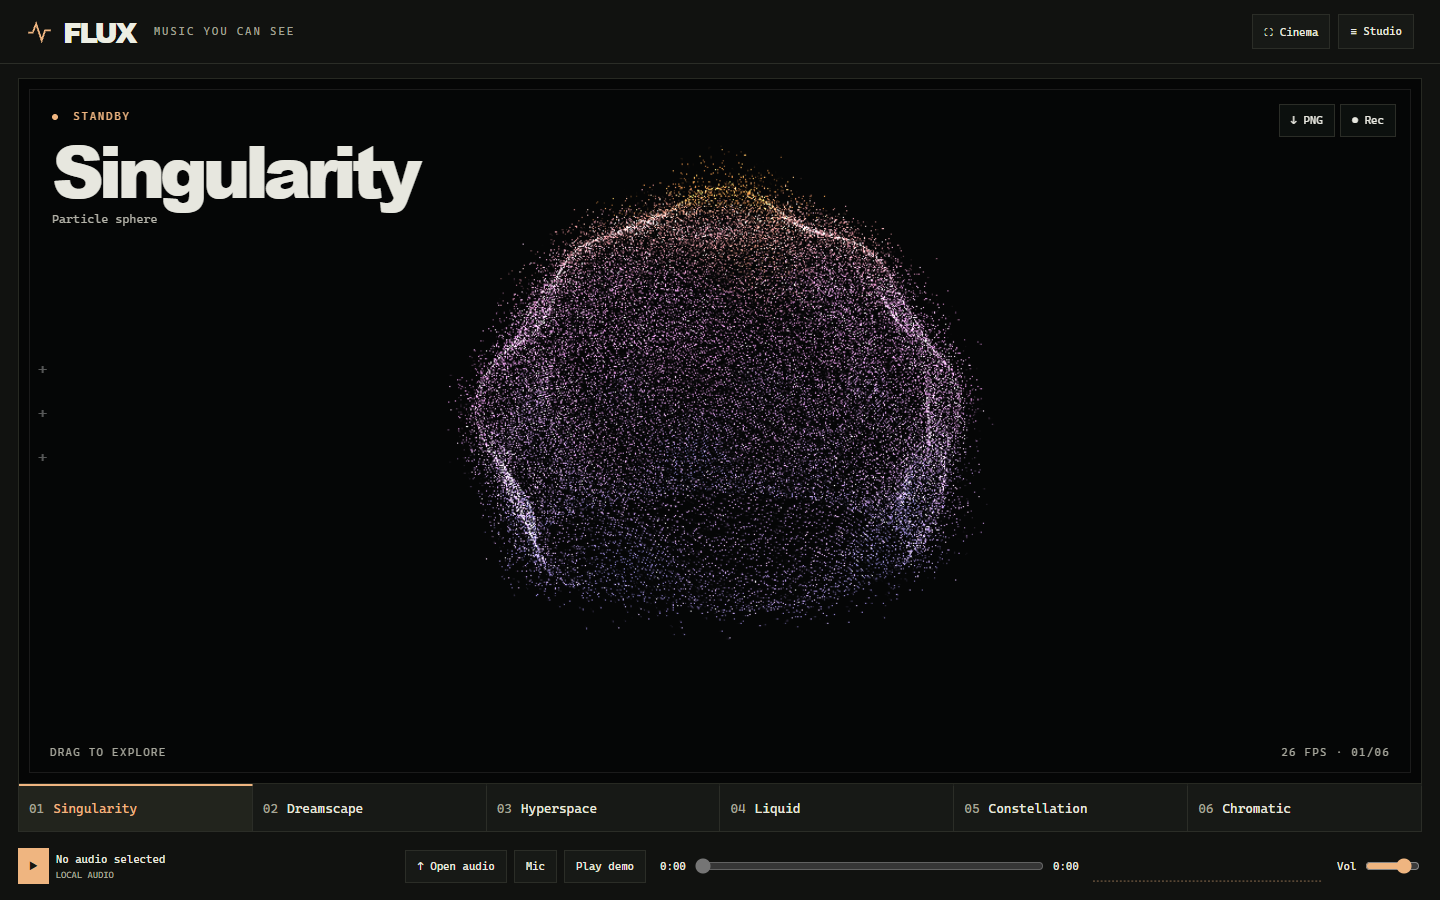 FLUX MUSIC YOU CAN SEE
Cinema
Studio
STANDBY
Singularity
Particle sphere
PNG
Rec
DRAG TO EXPLORE
26 FPS · 01/06
01 Singularity
02 Dreamscape
03 Hyperspace
04 Liquid
05 Constellation
06 Chromatic
No audio selected
LOCAL AUDIO
↑ Open audio
Mic
Play demo
0:00
0:00
Vol